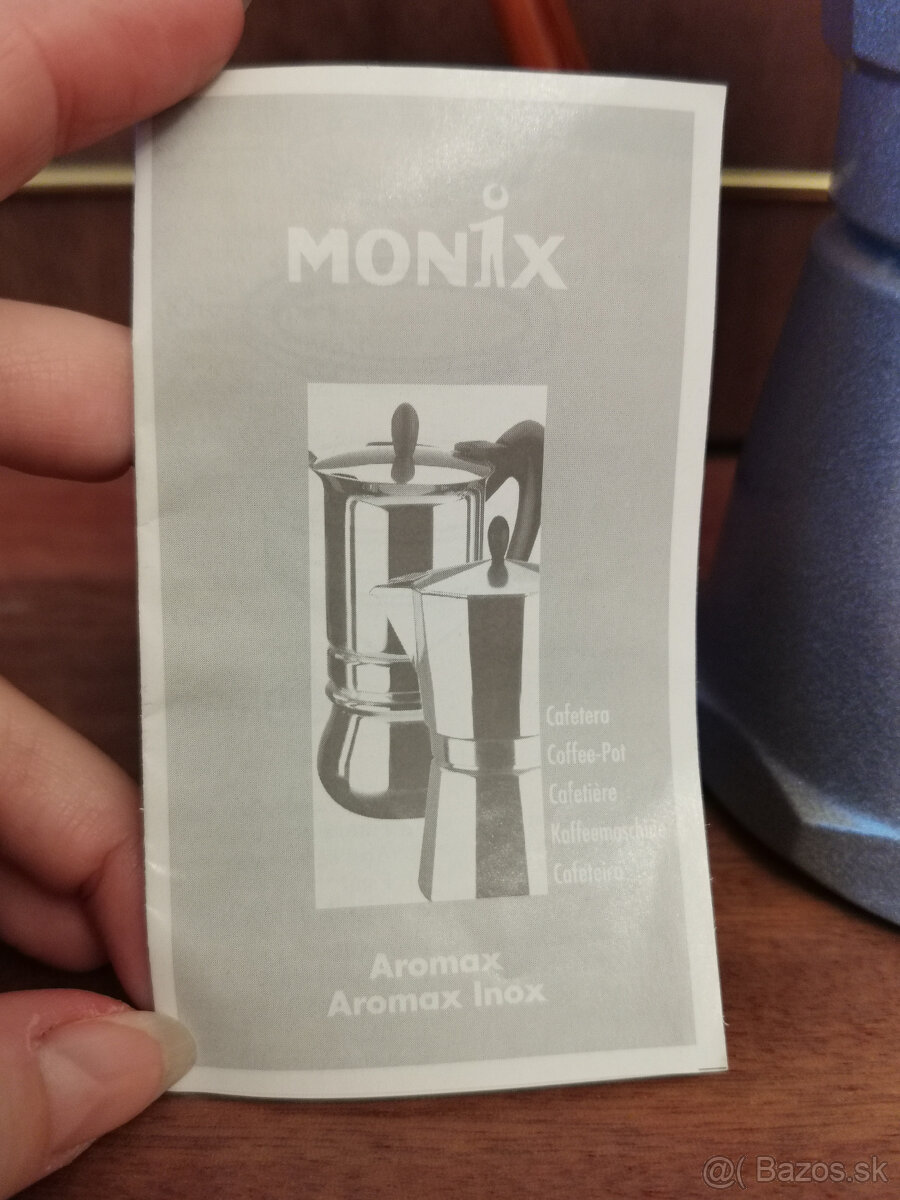 MONiX
Cafetera
Coffee-Pot
Cafetière
Kaffeemaschine
Cafeteira
Aromax
Aromax Inox
@( Bazos.sk